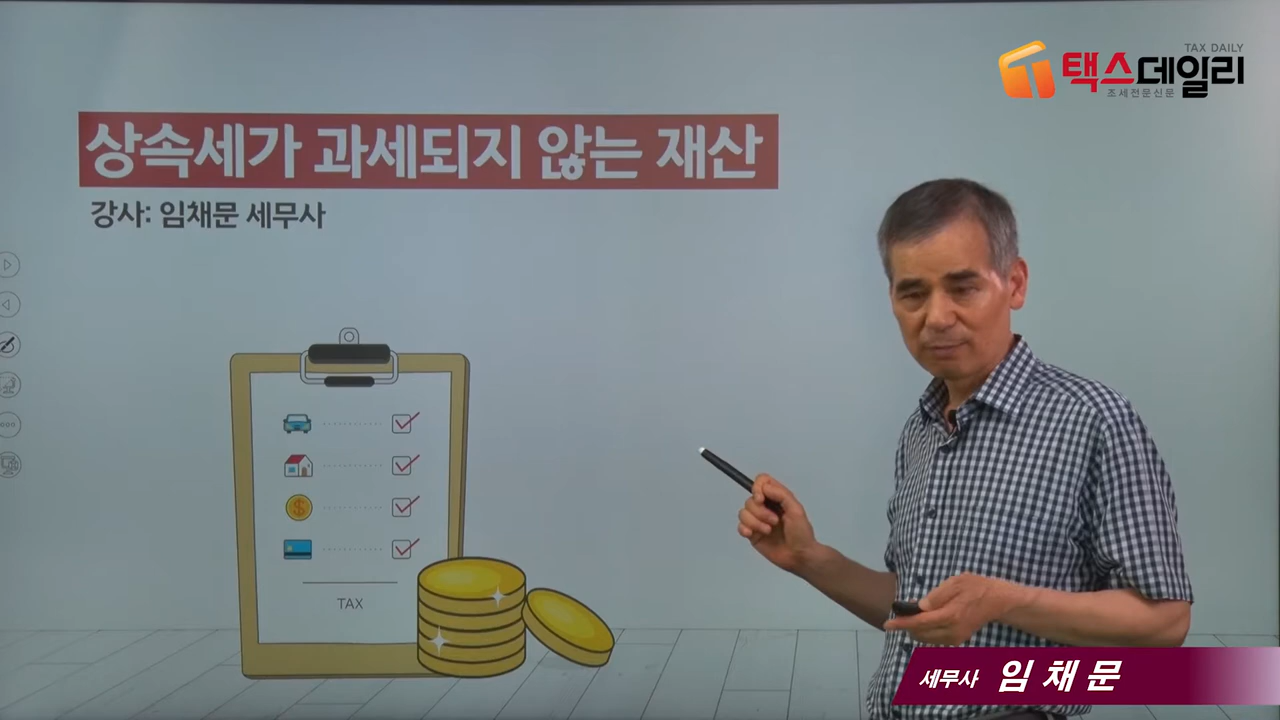 TAX DAILY
택스데일리
조세전문신문
상속세가 과세되지 않는 재산
강사: 임채문 세무사
TAX
세무사 임채문